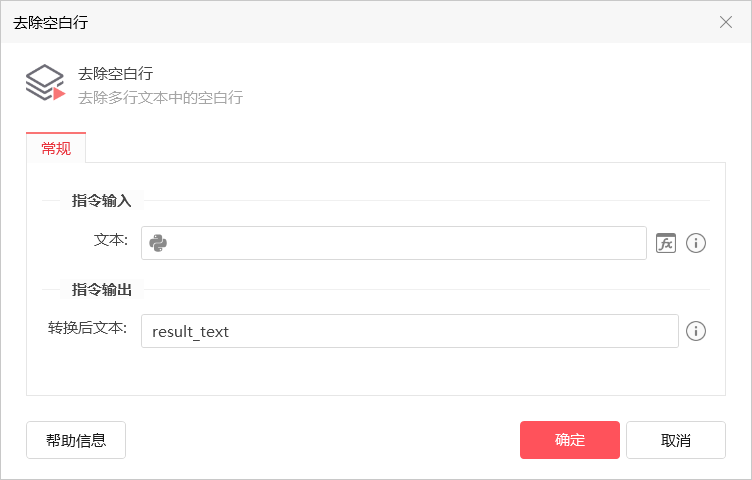 去除空白行
去除空白行
去除多行文本中的空白行
常规
指令输入
文本:
fx
指令输出
转换后文本:
result_text
帮助信息
确定
取消